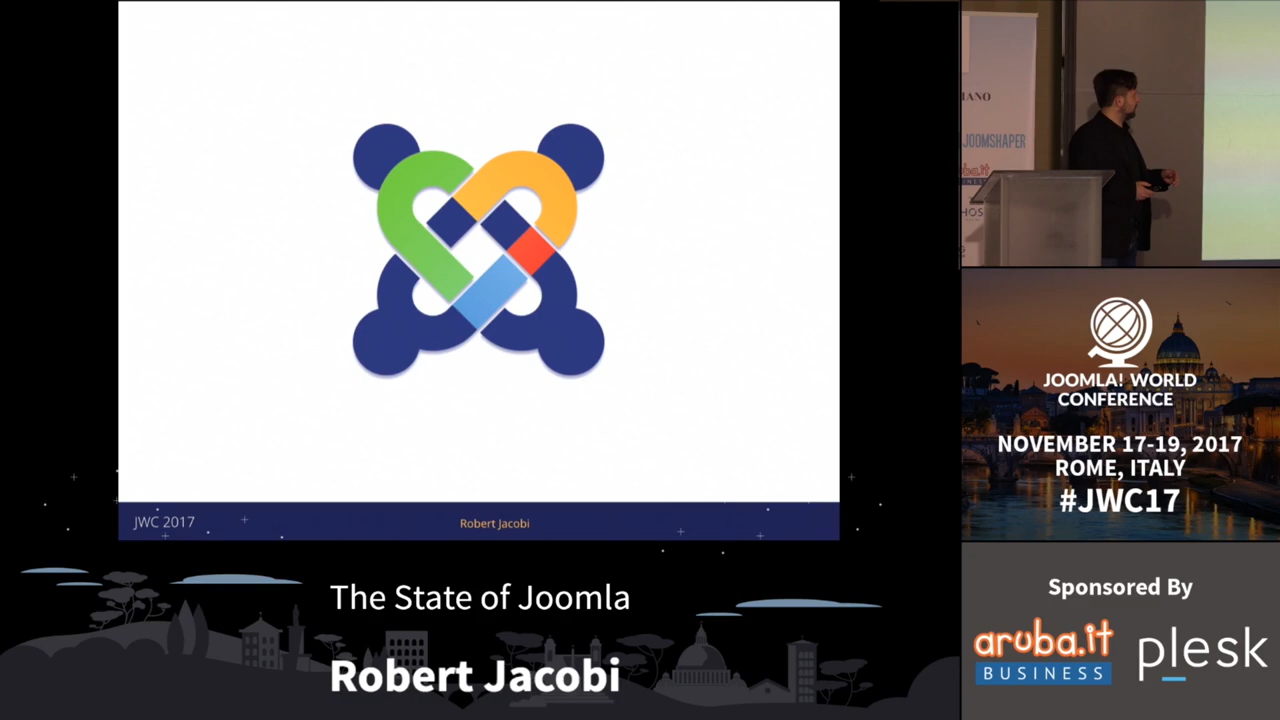 JWC 2017
Robert Jacobi
The State of Joomla
Robert Jacobi
IANO
JOOMSHAPER
JOOMLA! WORLD
CONFERENCE
NOVEMBER 17-19, 2017
ROME, ITALY
#JWC17
Sponsored By
aruba.it
BUSINESS
plesk